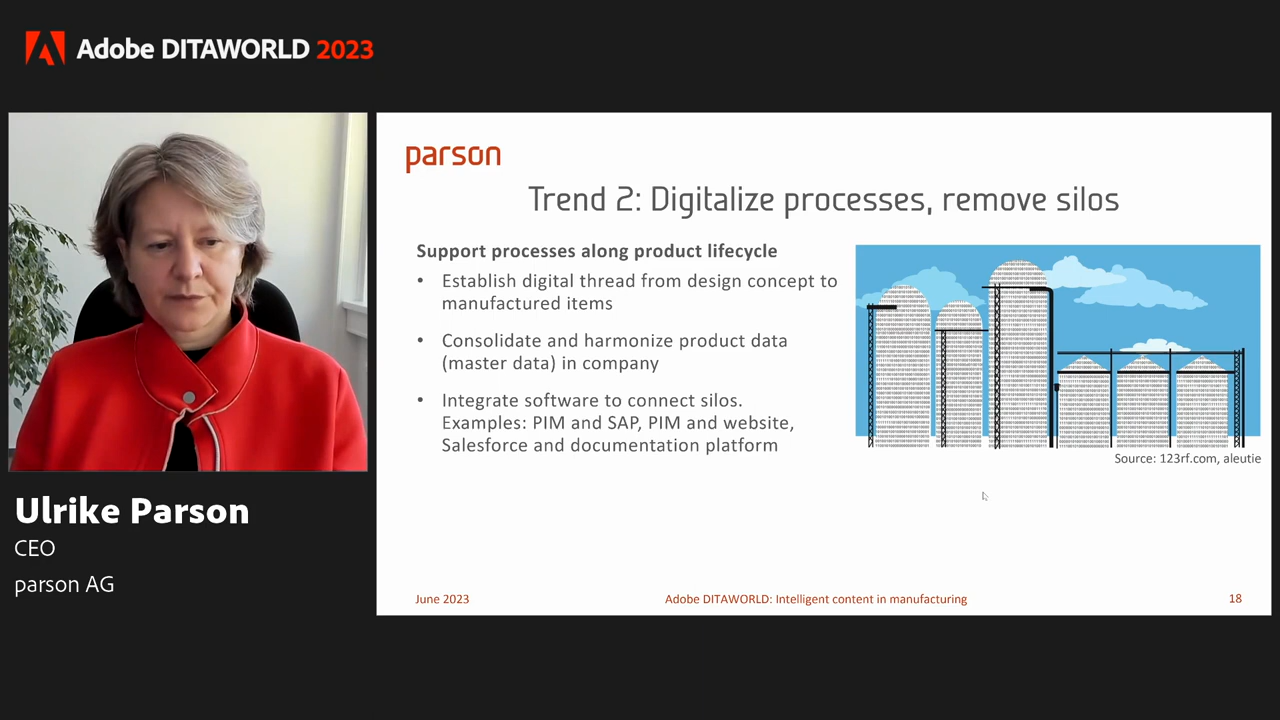 Adobe DITAWORLD 2023
parson
Trend 2: Digitalize processes, remove silos
Support processes along product lifecycle
• Establish digital thread from design concept to
manufactured items
• Consolidate and harmonize product data
(master data) in company
• Integrate software to connect silos.
Examples: PIM and SAP, PIM and website,
Salesforce and documentation platform
Source: 123rf.com, aleutie
Ulrike Parson
CEO
parson AG
June 2023
Adobe DITAWORLD: Intelligent content in manufacturing
18